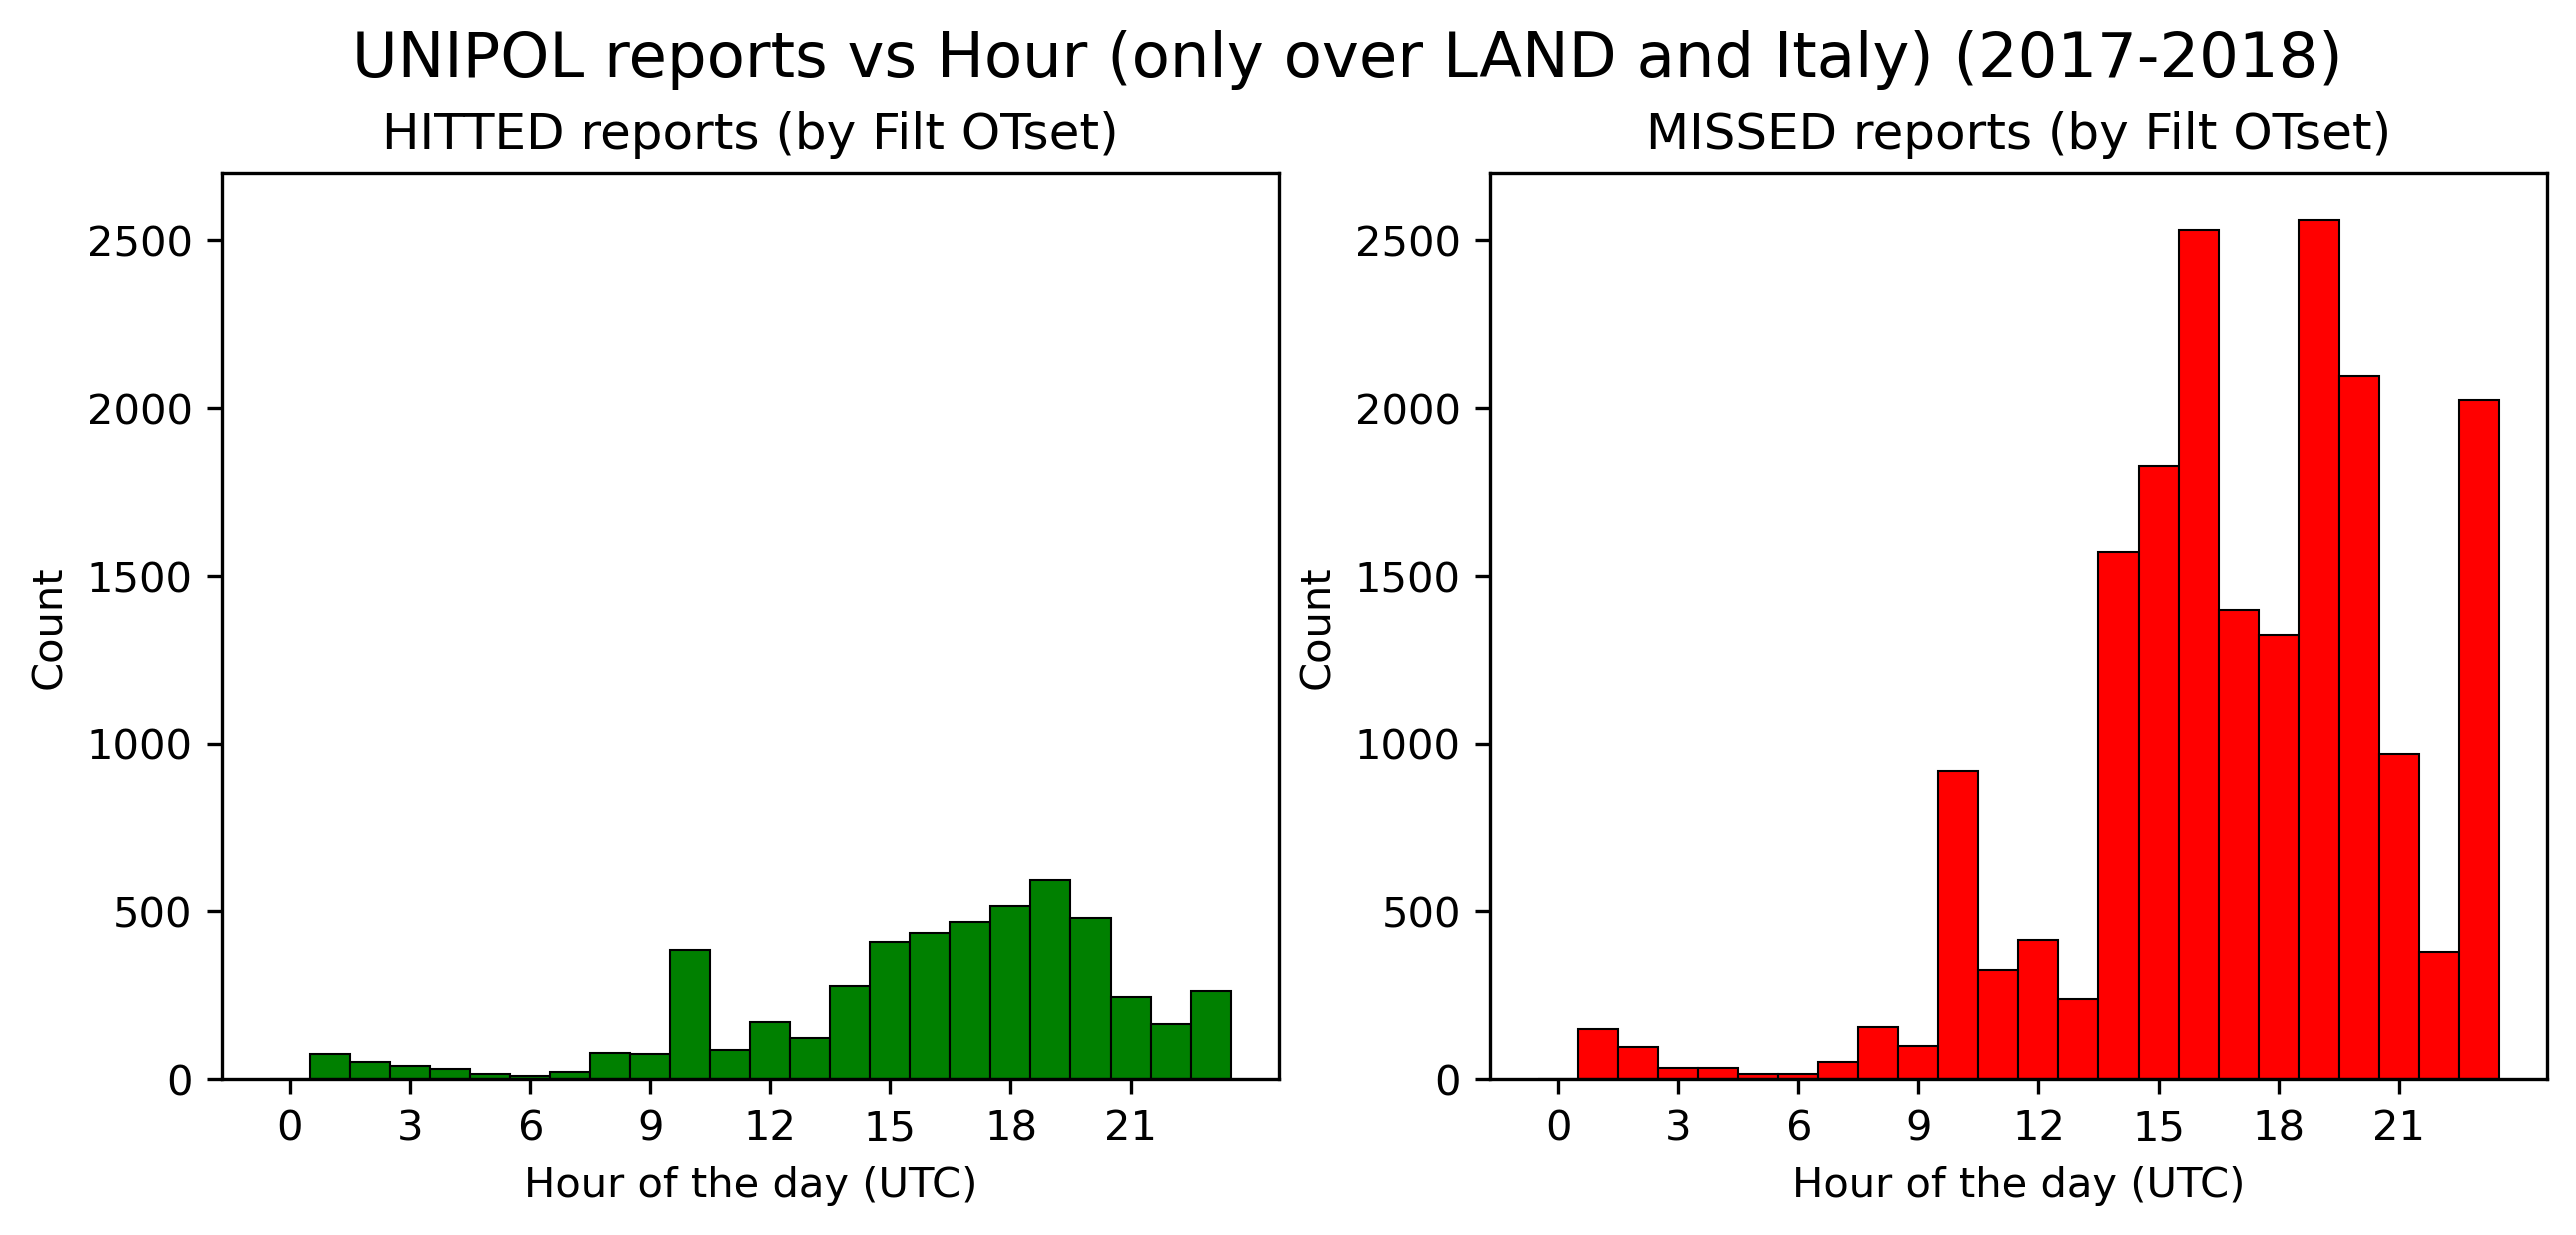 UNIPOL reports vs Hour (only over LAND and Italy) (2017-2018)
HITTED reports (by Filt OTset)
2500
2000
1500
1000
500
0
Count
0 3 6 9 12 15 18 21
Hour of the day (UTC)
MISSED reports (by Filt OTset)
2500
2000
1500
1000
500
0
Count
0 3 6 9 12 15 18 21
Hour of the day (UTC)